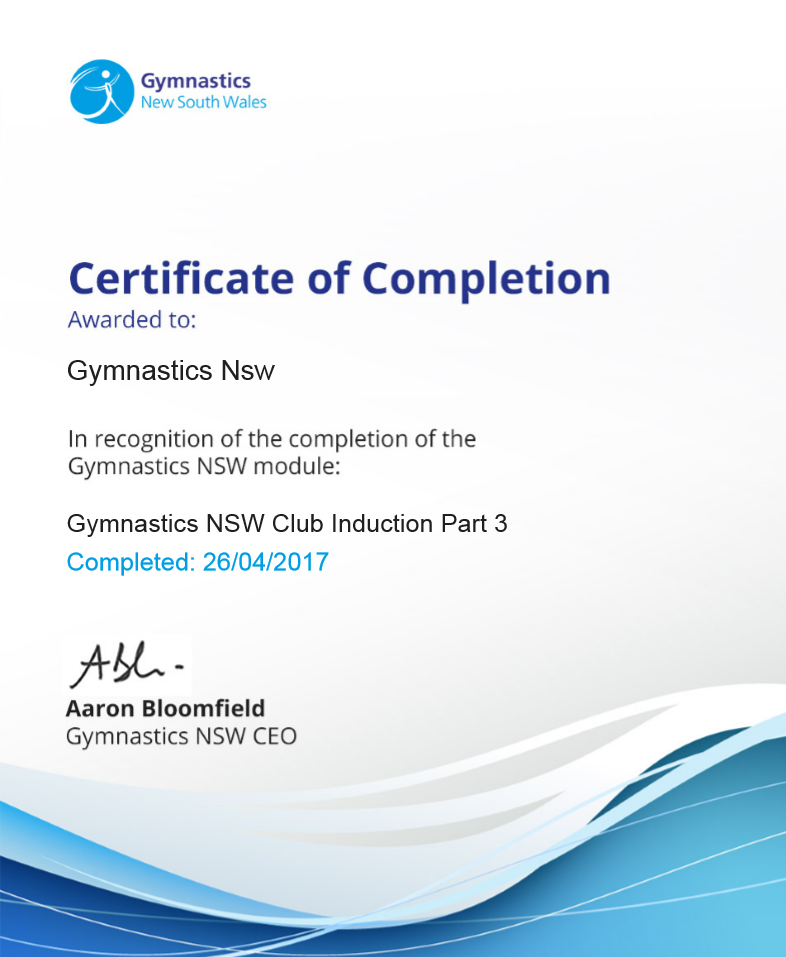 Gymnastics
New South Wales
Certificate of Completion
Awarded to:
Gymnastics Nsw
In recognition of the completion of the
Gymnastics NSW module:
Gymnastics NSW Club Induction Part 3
Completed: 26/04/2017
Aaron Bloomfield
Gymnastics NSW CEO